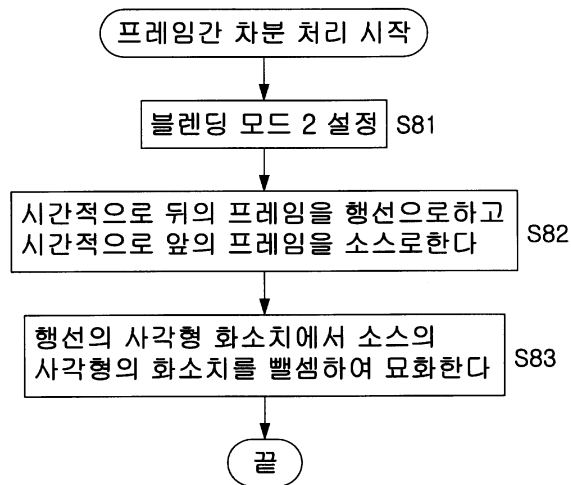 프레임간 차분 처리 시작
블렌딩 모드 2 설정 S81
시간적으로 뒤의 프레임을 행선으로하고
시간적으로 앞의 프레임을 소스로한다 S82
행선의 사각형 화소치에서 소스의
사각형의 화소치를 뺄셈하여 묘화한다 S83
끝